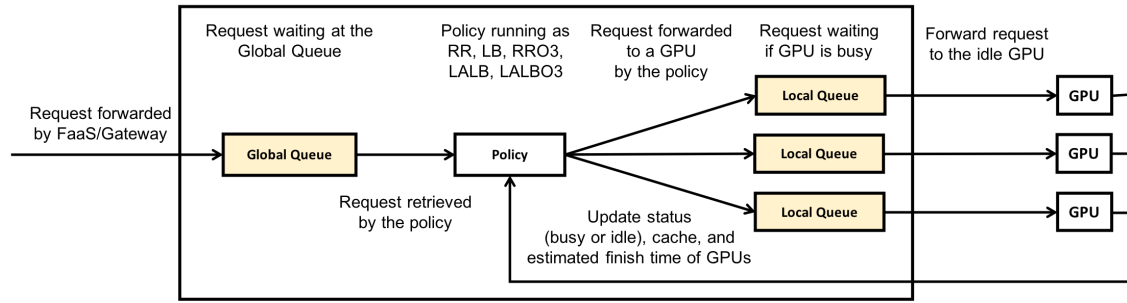 Request waiting at the
Global Queue
Policy running as
RR, LB, RRO3,
LALB, LALBO3
Request forwarded
to a GPU
by the policy
Request waiting
if GPU is busy
Forward request
to the idle GPU
Request forwarded
by FaaS/Gateway
Global Queue
Policy
Local Queue
GPU
Local Queue
GPU
Local Queue
GPU
Request retrieved
by the policy
Update status
(busy or idle), cache, and
estimated finish time of GPUs